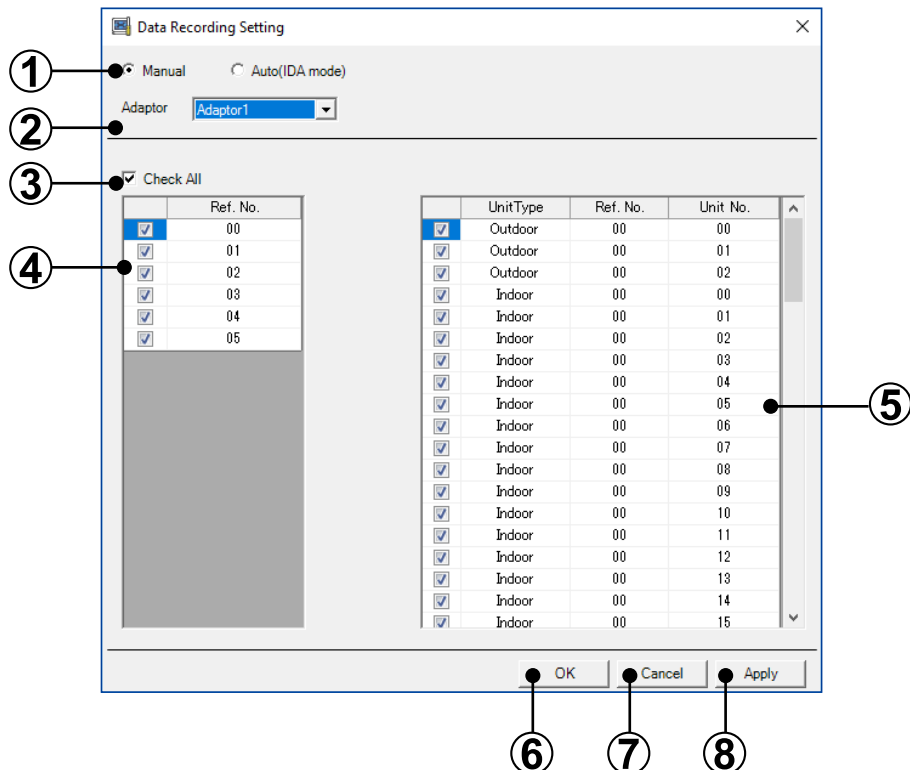 Data Recording Setting
1 Manual Auto(IDA mode)
2 Adaptor Adaptor1
3 Check All
Ref. No.
00
01
02
03
04
05
4
UnitType Ref. No. Unit No.
Outdoor 00 00
Outdoor 00 01
Outdoor 00 02
Indoor 00 00
Indoor 00 01
Indoor 00 02
Indoor 00 03
Indoor 00 04
Indoor 00 05
Indoor 00 06
Indoor 00 07
Indoor 00 08
Indoor 00 09
Indoor 00 10
Indoor 00 11
Indoor 00 12
Indoor 00 13
Indoor 00 14
Indoor 00 15
5
OK Cancel Apply
6 7 8